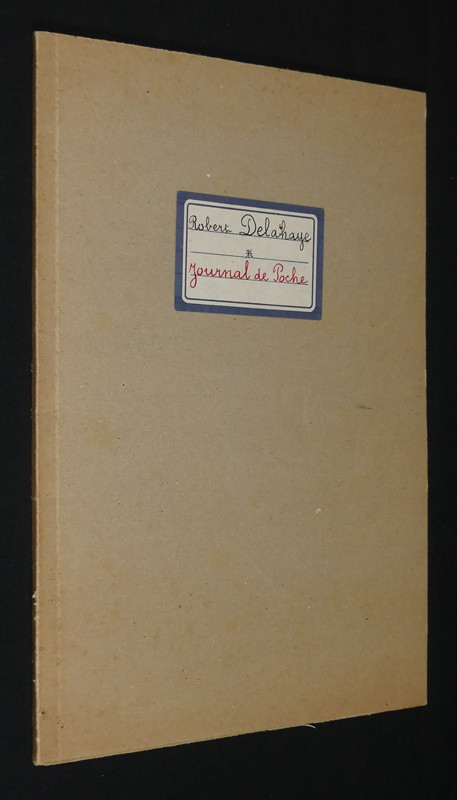 Robert Delahaye
*
Journal de Poche